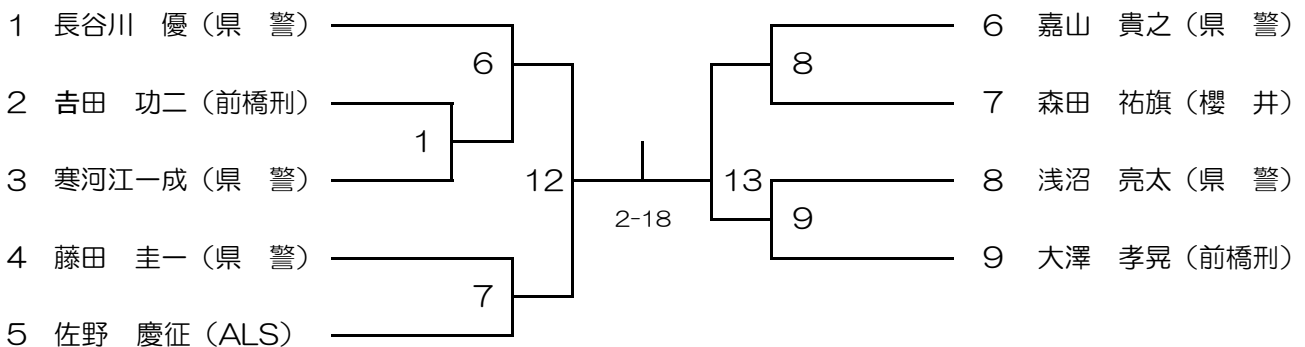 1 長谷川 優（県 警）
2 𠮷田 功二（前橋刑）
3 寒河江一成（県 警）
4 藤田 圭一（県 警）
5 佐野 慶征（ALS）
6
1
7
12
2-18
13
8
9
6 嘉山 貴之（県 警）
7 森田 祐旗（櫻 井）
8 浅沼 亮太（県 警）
9 大澤 孝晃（前橋刑）